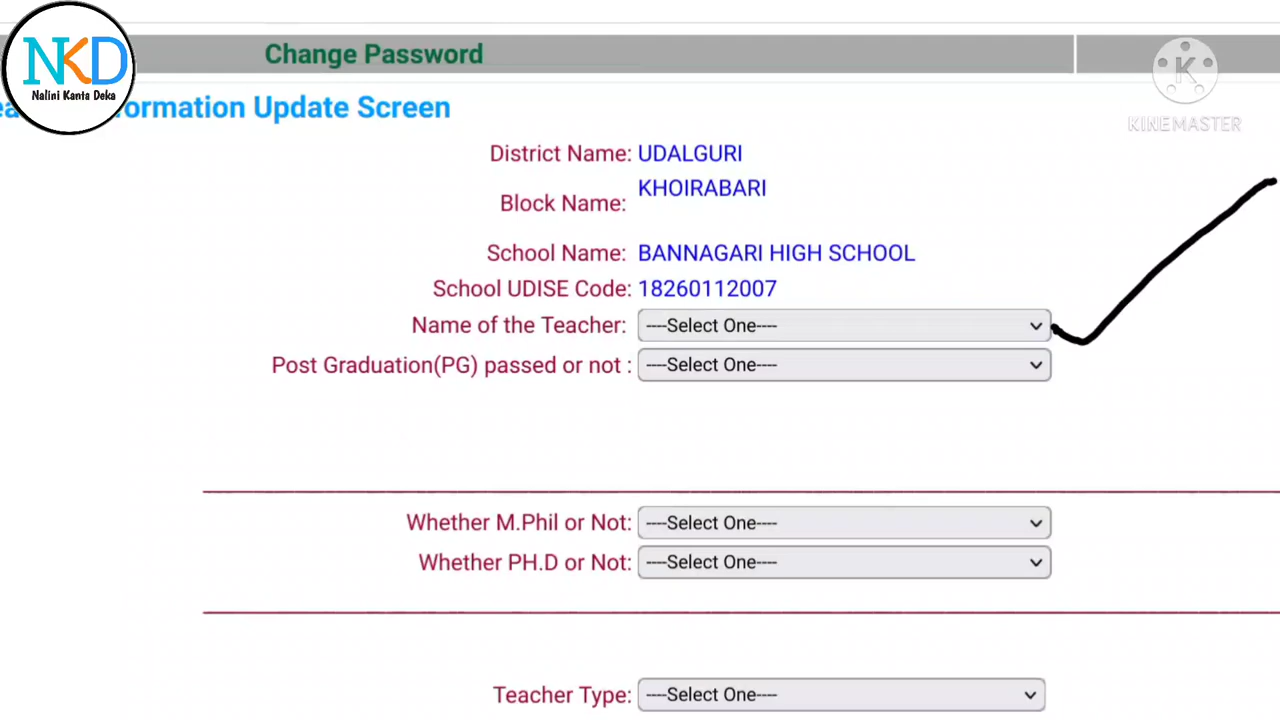 NKD
Nalini Kanta Deka
Change Password
K
KINEMASTER
formation Update Screen
District Name: UDALGURI
Block Name: KHOIRABARI
School Name: BANNAGARI HIGH SCHOOL
School UDISE Code: 18260112007
Name of the Teacher: ----Select One----
Post Graduation(PG) passed or not : ----Select One----
Whether M.Phil or Not: ----Select One----
Whether PH.D or Not: ----Select One----
Teacher Type: ----Select One----